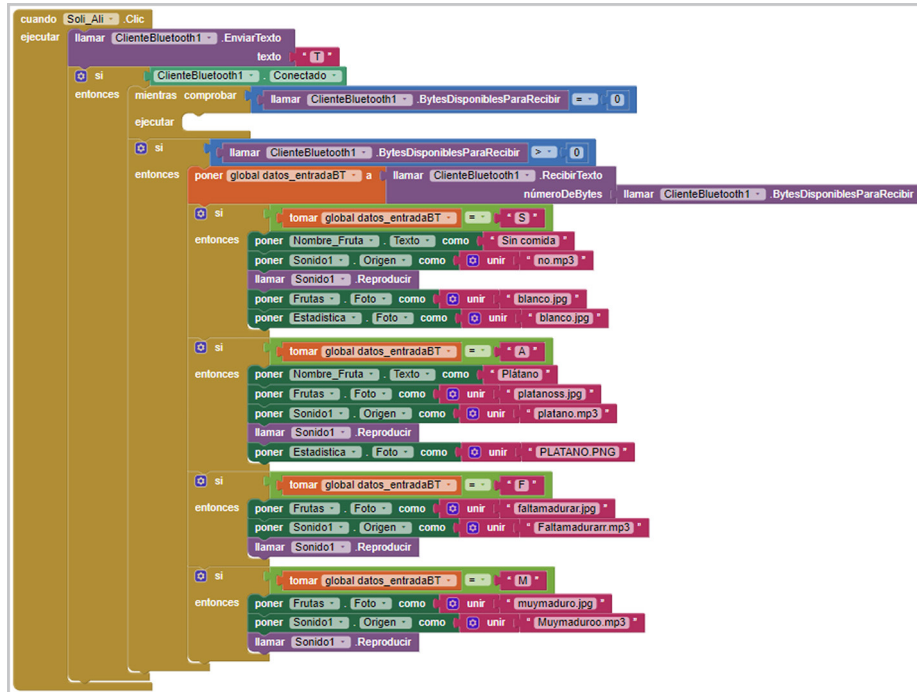 cuando Soli_Ali .Clic
ejecutar llamar ClienteBluetooth1 .EnviarTexto
texto " T "
si ClienteBluetooth1 . Conectado
entonces mientras comprobar llamar ClienteBluetooth1 .BytesDisponiblesParaRecibir = 0
ejecutar
si llamar ClienteBluetooth1 .BytesDisponiblesParaRecibir > 0
entonces poner global datos_entradaBT a llamar ClienteBluetooth1 .RecibirTexto
númeroDeBytes llamar ClienteBluetooth1 .BytesDisponiblesParaRecibir
si tomar global datos_entradaBT = " S "
entonces poner Nombre_Fruta . Texto como " Sin comida "
poner Sonido1 . Origen como unir " no.mp3 "
llamar Sonido1 .Reproducir
poner Frutas . Foto como unir " blanco.jpg "
poner Estadistica . Foto como unir " blanco.jpg "
si tomar global datos_entradaBT = " A "
entonces poner Nombre_Fruta . Texto como " Plátano "
poner Frutas . Foto como unir " platanoss.jpg "
poner Sonido1 . Origen como unir " platano.mp3 "
llamar Sonido1 .Reproducir
poner Estadistica . Foto como unir " PLATANO.PNG "
si tomar global datos_entradaBT = " F "
entonces poner Frutas . Foto como unir " faltamadurar.jpg "
poner Sonido1 . Origen como unir " Faltamadurarr.mp3 "
llamar Sonido1 .Reproducir
si tomar global datos_entradaBT = " M "
entonces poner Frutas . Foto como unir " muymaduro.jpg "
poner Sonido1 . Origen como unir " Muymaduroo.mp3 "
llamar Sonido1 .Reproducir